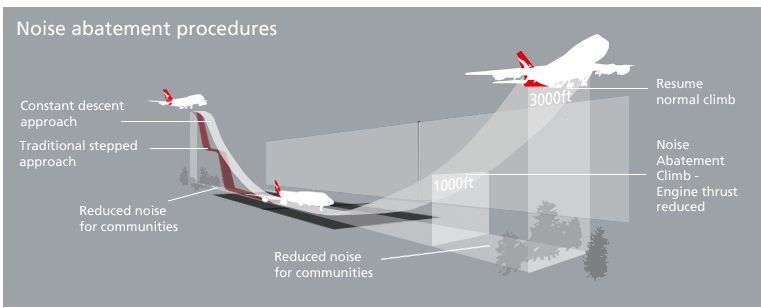 Noise abatement procedures
Constant descent
approach
Traditional stepped
approach
Reduced noise
for communities
Reduced noise
for communities
1000ft
3000ft
Resume
normal climb
Noise
Abatement
Climb -
Engine thrust
reduced